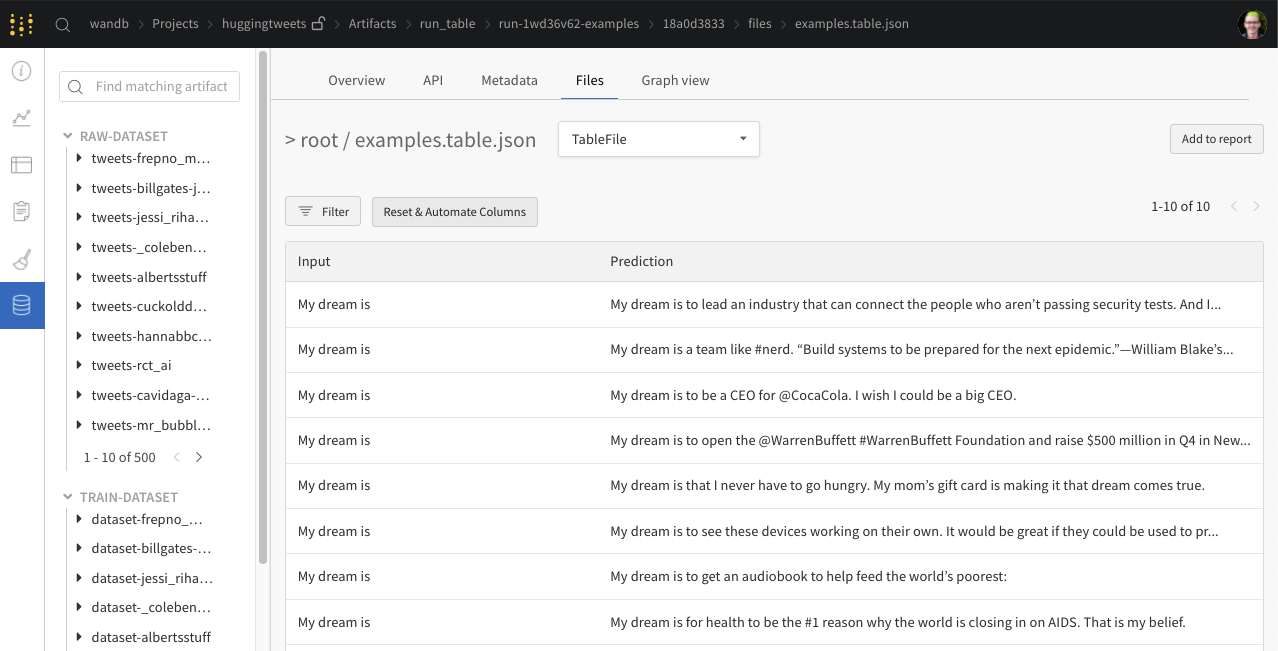 wandb > Projects > huggingtweets > Artifacts > run_table > run-1wd36v62-examples > 18a0d3833 > files > examples.table.json
Find matching artifact
RAW-DATASET
tweets-frepno_m...
tweets-billgates-j...
tweets-jessi_riha...
tweets-_coleben...
tweets-albertsstuff
tweets-cuckoldd...
tweets-hannabbc...
tweets-rct_ai
tweets-cavidaga-...
tweets-mr_bubbl...
1 - 10 of 500
TRAIN-DATASET
dataset-frepno_...
dataset-billgates-...
dataset-jessi_riha...
dataset-_coleben...
dataset-albertsstuff
Overview API Metadata Files Graph view
> root / examples.table.json TableFile Add to report
Filter Reset & Automate Columns 1-10 of 10
Input Prediction
My dream is My dream is to lead an industry that can connect the people who aren’t passing security tests. And I...
My dream is My dream is a team like #nerd. “Build systems to be prepared for the next epidemic.”—William Blake’s...
My dream is My dream is to be a CEO for @CocaCola. I wish I could be a big CEO.
My dream is My dream is to open the @WarrenBuffett #WarrenBuffett Foundation and raise $500 million in Q4 in New...
My dream is My dream is that I never have to go hungry. My mom’s gift card is making it that dream comes true.
My dream is My dream is to see these devices working on their own. It would be great if they could be used to pr...
My dream is My dream is to get an audiobook to help feed the world’s poorest:
My dream is My dream is for health to be the #1 reason why the world is closing in on AIDS. That is my belief.